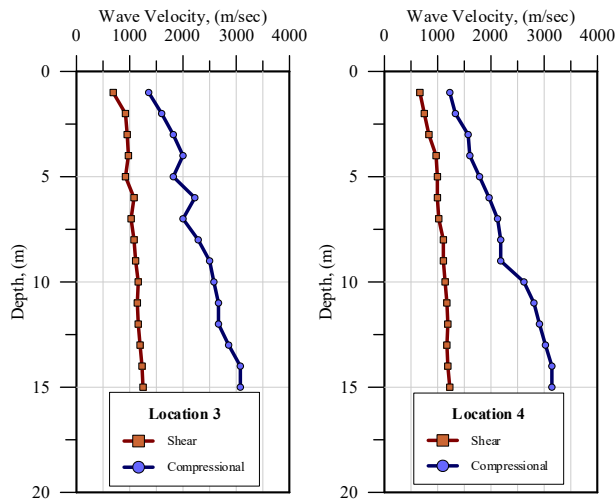 Wave Velocity, (m/sec)
0 1000 2000 3000 4000
0
5
10
15
20
Depth, (m)
Location 3
Shear
Compressional
Wave Velocity, (m/sec)
0 1000 2000 3000 4000
0
5
10
15
20
Depth, (m)
Location 4
Shear
Compressional